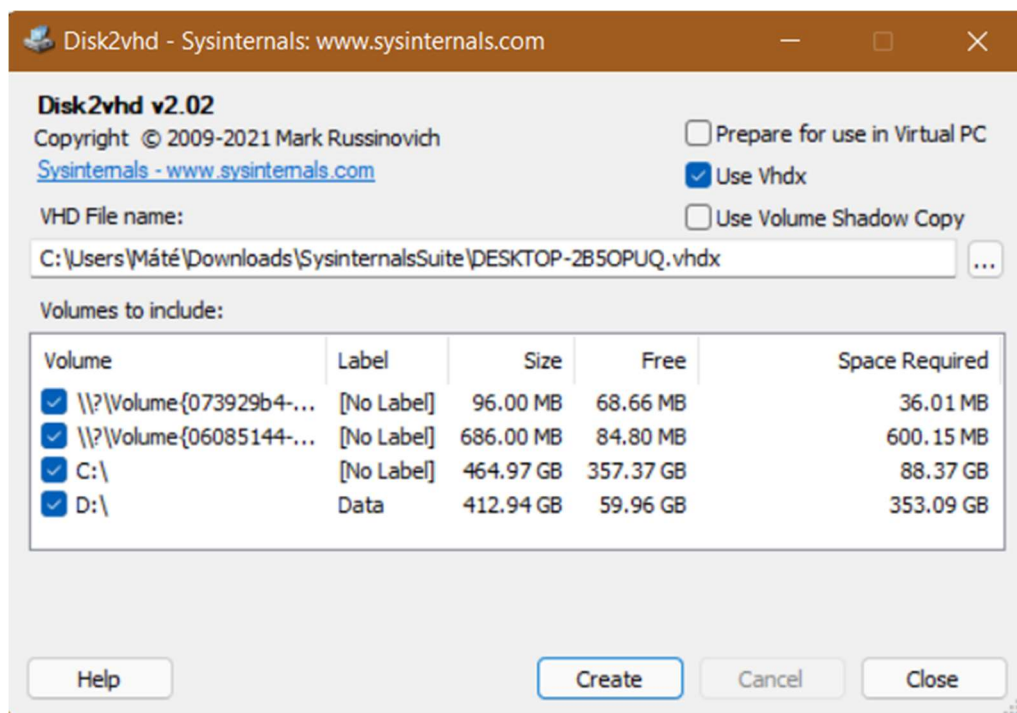 Disk2vhd - Sysinternals: www.sysinternals.com
Disk2vhd v2.02
Copyright © 2009-2021 Mark Russinovich
Sysinternals - www.sysinternals.com
Prepare for use in Virtual PC
Use Vhdx
Use Volume Shadow Copy
VHD File name:
C:\Users\Máté\Downloads\SysinternalsSuite\DESKTOP-2B5OPUQ.vhdx
...
Volumes to include:
Volume Label Size Free Space Required
\\?\Volume{073929b4-... [No Label] 96.00 MB 68.66 MB 36.01 MB
\\?\Volume{06085144-... [No Label] 686.00 MB 84.80 MB 600.15 MB
C:\ [No Label] 464.97 GB 357.37 GB 88.37 GB
D:\ Data 412.94 GB 59.96 GB 353.09 GB
Help Create Cancel Close